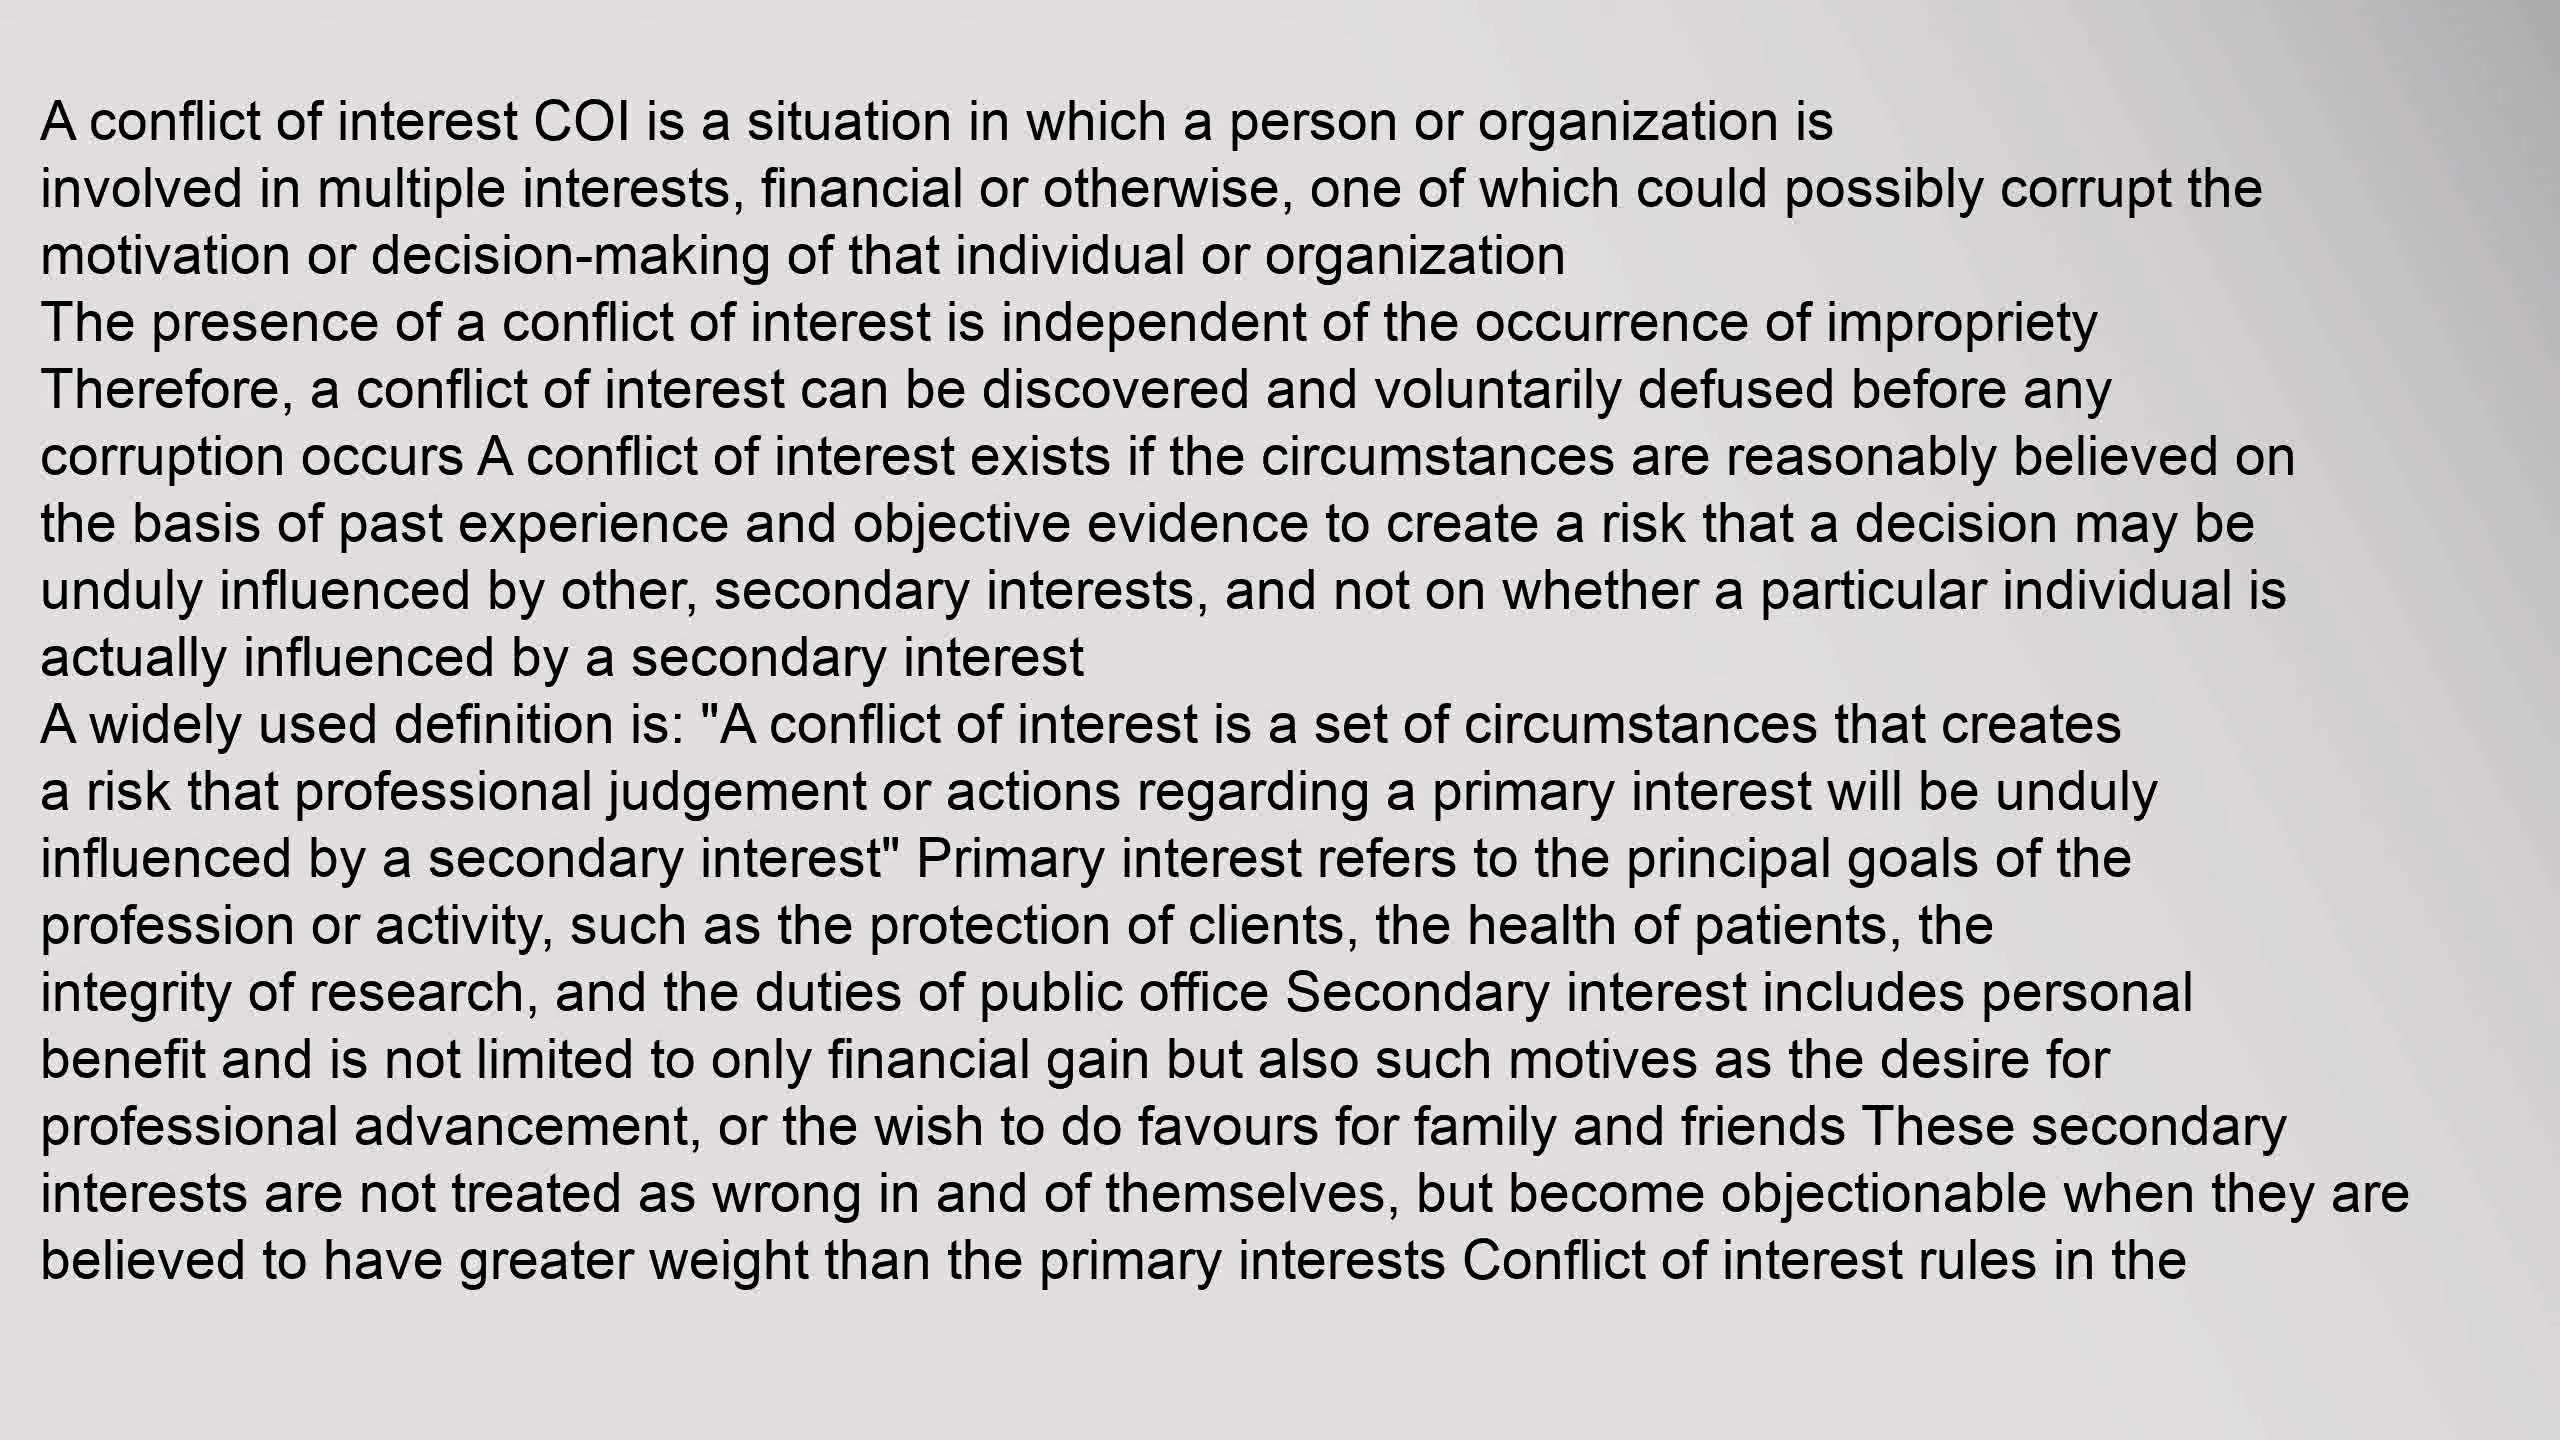 A conflict of interest COI is a situation in which a person or organization is
involved in multiple interests, financial or otherwise, one of which could possibly corrupt the
motivation or decision-making of that individual or organization
The presence of a conflict of interest is independent of the occurrence of impropriety
Therefore, a conflict of interest can be discovered and voluntarily defused before any
corruption occurs A conflict of interest exists if the circumstances are reasonably believed on
the basis of past experience and objective evidence to create a risk that a decision may be
unduly influenced by other, secondary interests, and not on whether a particular individual is
actually influenced by a secondary interest
A widely used definition is: "A conflict of interest is a set of circumstances that creates
a risk that professional judgement or actions regarding a primary interest will be unduly
influenced by a secondary interest" Primary interest refers to the principal goals of the
profession or activity, such as the protection of clients, the health of patients, the
integrity of research, and the duties of public office Secondary interest includes personal
benefit and is not limited to only financial gain but also such motives as the desire for
professional advancement, or the wish to do favours for family and friends These secondary
interests are not treated as wrong in and of themselves, but become objectionable when they are
believed to have greater weight than the primary interests Conflict of interest rules in the